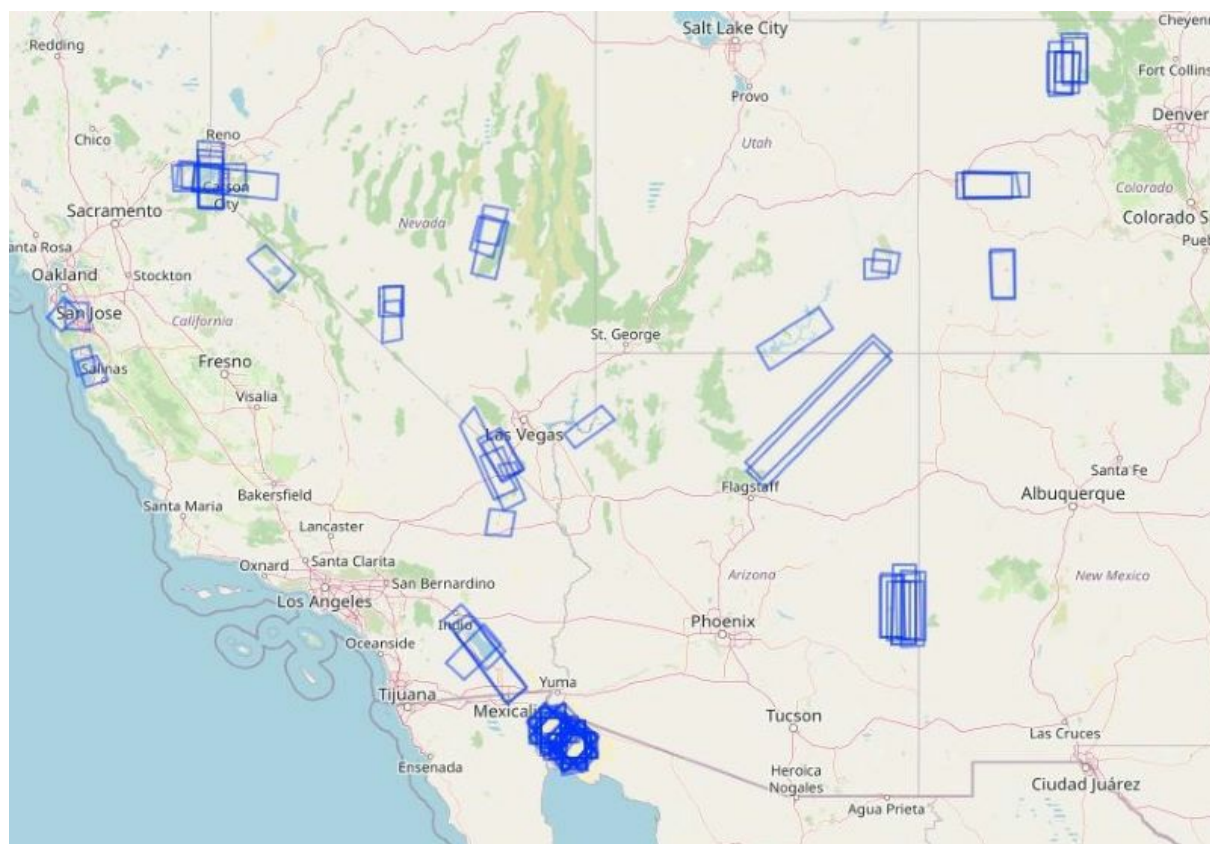 Redding
Salt Lake City
Cheyenn
Fort Collins
Provo
Denver
Chico
Reno
Utah
Carson
City
Colorado
Sacramento
Nevada
Colorado S
anta Rosa
Pueb
Oakland
Stockton
San Jose
California
St. George
Fresno
Salinas
Visalia
Las Vegas
Santa Fe
Flagstaff
Albuquerque
Bakersfield
Santa Maria
Lancaster
Oxnard
Santa Clarita
San Bernardino
Arizona
New Mexico
Los Angeles
Indio
Phoenix
Oceanside
Tijuana
Yuma
Mexicali
Tucson
Las Cruces
Ensenada
Heroica
Nogales
Ciudad Juárez
Agua Prieta